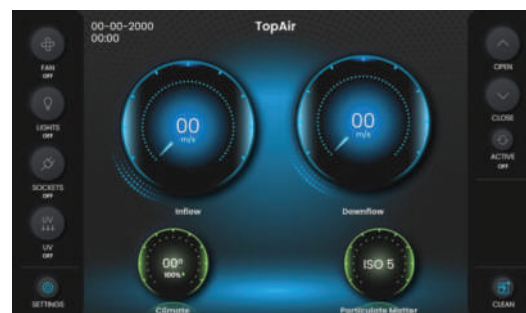 00-00-2000
00:00
TopAir
FAN
OFF
LIGHTS
OFF
SOCKETS
OFF
UV
UV
OFF
SETTINGS
00
m/s
Inflow
00
m/s
Downflow
100%
Climate
ISO 5
Particulate Matter
OPEN
CLOSE
ACTIVE
OFF
CLEAN